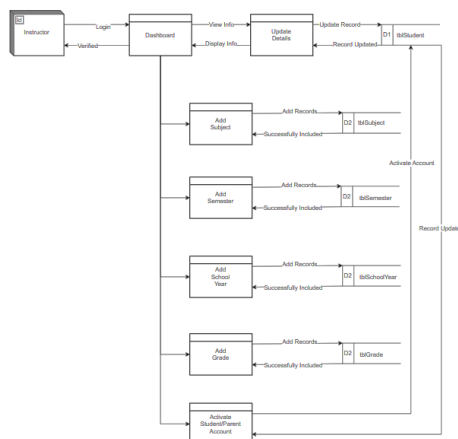 Id
Instructor
Login
Verified
Dashboard
View Info
Display Info
Update
Details
Update Record
Record Updated
D1
tblStudent
Add
Subject
Add Records
Successfully Included
D2
tblSubject
Activate Account
Add
Semester
Add Records
Successfully Included
D2
tblSemester
Record Update
Add
School
Year
Add Records
Successfully Included
D2
tblSchoolYear
Add
Grade
Add Records
Successfully Included
D2
tblGrade
Activate
Student/Parent
Account